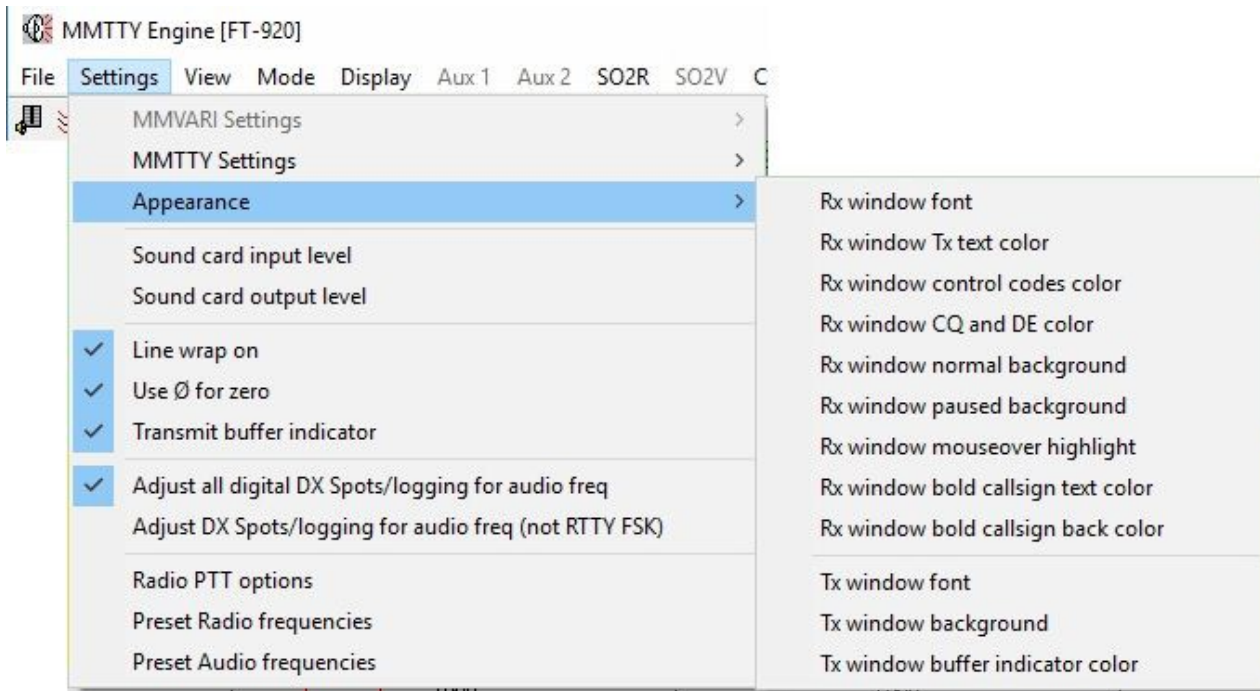 MMTTY Engine [FT-920]
File Settings View Mode Display Aux 1 Aux 2 SO2R SO2V C
MMVARI Settings
MMTTY Settings
Appearance
Sound card input level
Sound card output level
Line wrap on
Use Ø for zero
Transmit buffer indicator
Adjust all digital DX Spots/logging for audio freq
Adjust DX Spots/logging for audio freq (not RTTY FSK)
Radio PTT options
Preset Radio frequencies
Preset Audio frequencies
Rx window font
Rx window Tx text color
Rx window control codes color
Rx window CQ and DE color
Rx window normal background
Rx window paused background
Rx window mouseover highlight
Rx window bold callsign text color
Rx window bold callsign back color
Tx window font
Tx window background
Tx window buffer indicator color